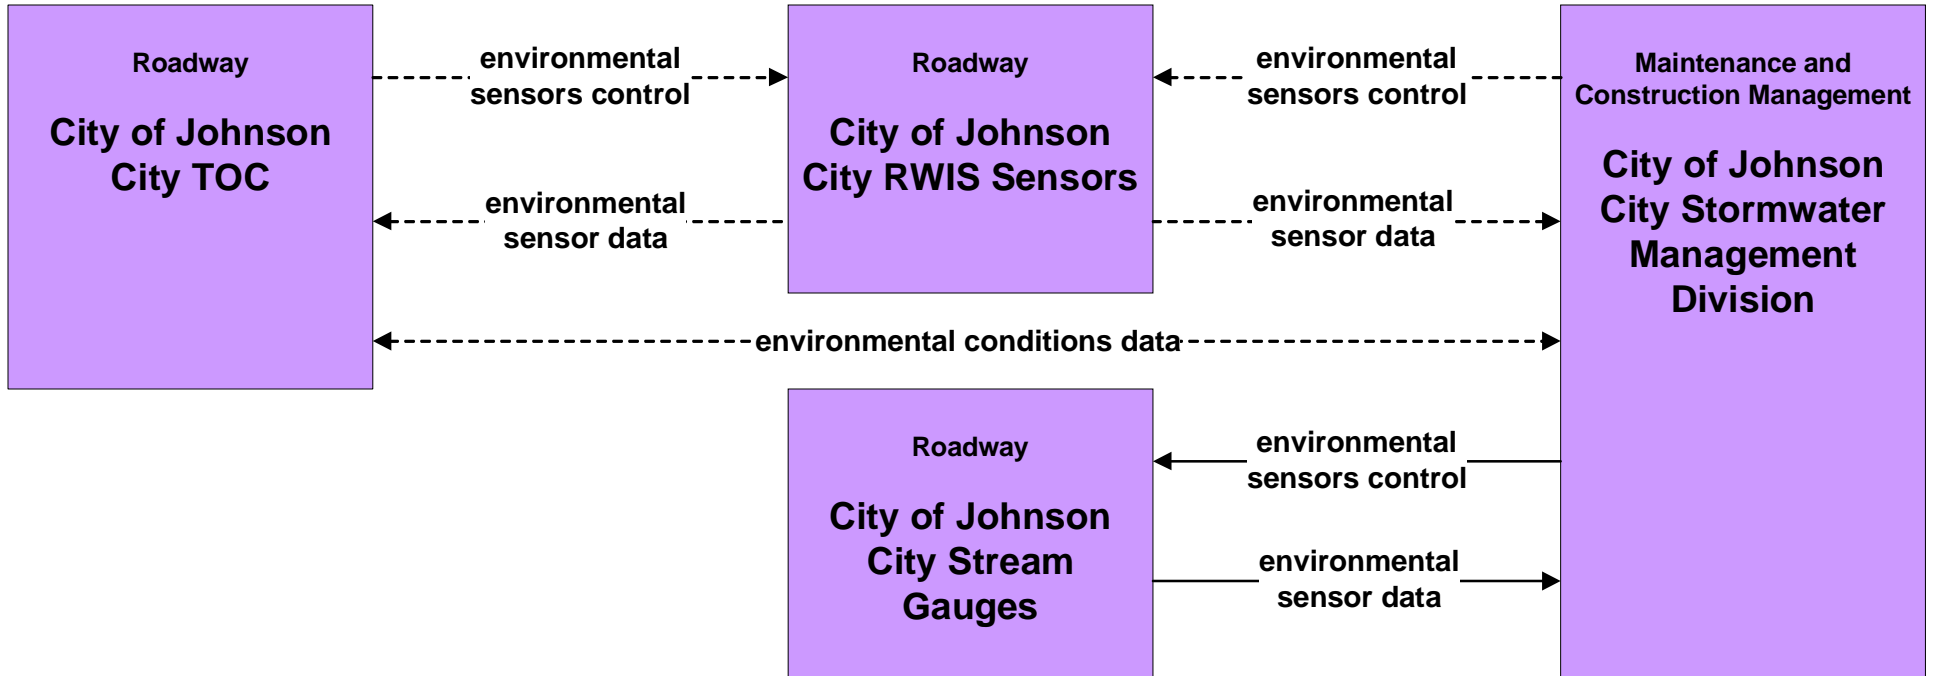 Roadway
City of Johnson
City TOC
environmental
sensors control
environmental
sensor data
Roadway
City of Johnson
City RWIS Sensors
environmental
sensors control
environmental
sensor data
Maintenance and
Construction Management
City of Johnson
City Stormwater
Management
Division
environmental conditions data
Roadway
City of Johnson
City Stream
Gauges
environmental
sensors control
environmental
sensor data